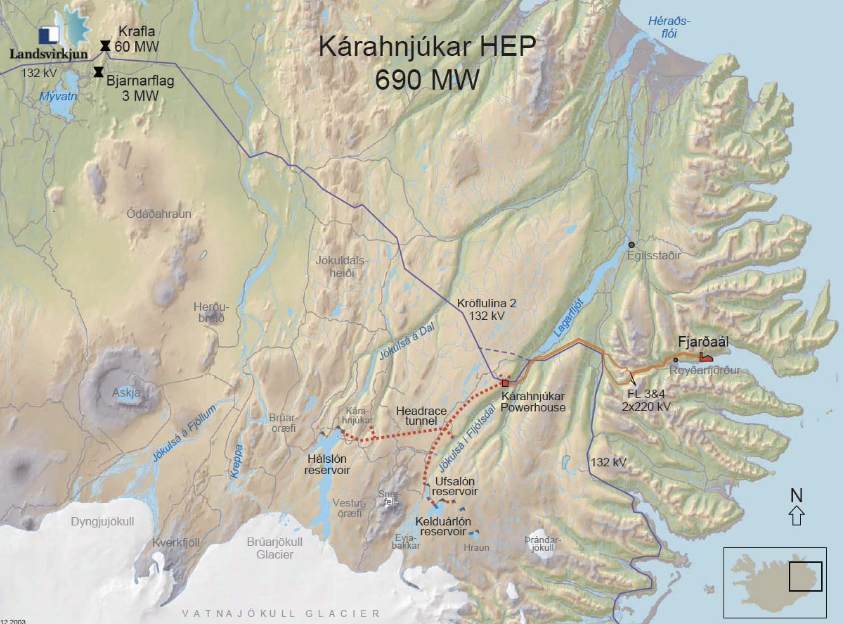 Héraðs-
flói
Kárahnjúkar HEP
690 MW
Landsvirkjun
Krafla
60 MW
132 kV
Bjarnarflag
3 MW
Mývatn
Ódáðahraun
Jökuldals-
heiði
Egilsstaðir
Herðu-
breið
Kröflulína 2
132 kV
Lagarfljót
Jökulsá á Dal
Fjarðaál
Reyðarfjörður
FL 3&4
2x220 kV
Kárahnjúkar
Powerhouse
Askja
Jökulsá á Fjöllum
Kreppa
Brúar-
öræfi
Kára-
hnjúkar
Headrace
tunnel
Jökulsá í Fljótsdal
Hálslón
reservoir
132 kV
Ufsalón
reservoir
Snæ-
fell
Vestur-
öræfi
Kelduárlón
reservoir
N
Dyngjujökull
Kverkfjöll
Brúarjökull
Glacier
Eyja-
bakkar
Hraun
Þrándar-
jökull
VATNAJÖKULL GLACIER
12.2003